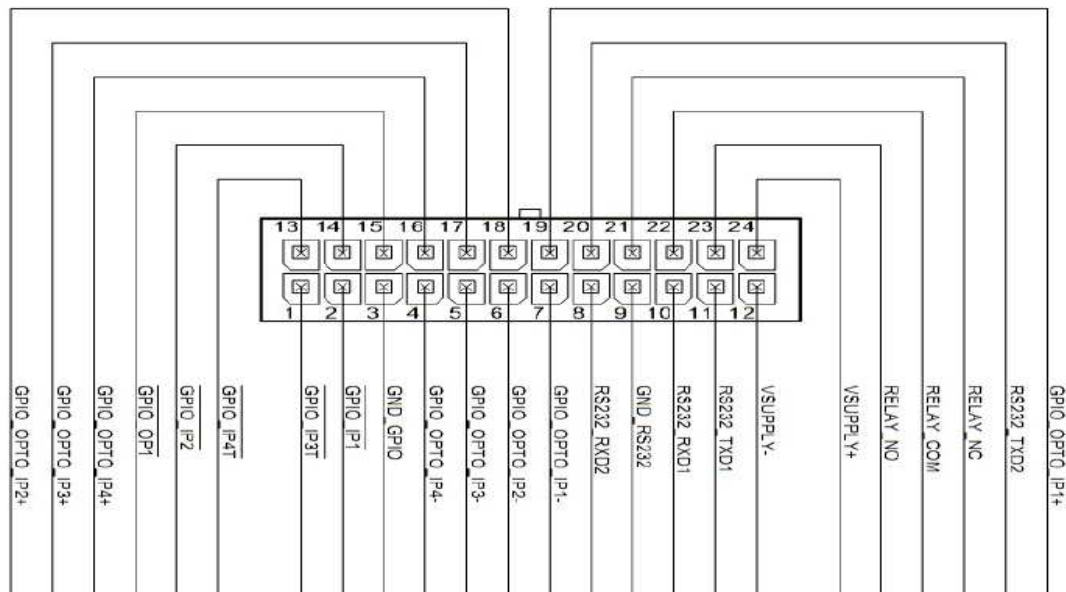 13 14 15 16 17 18 19 20 21 22 23 24
1 2 3 4 5 6 7 8 9 10 11 12
GPIO_OPTO_IP2+
GPIO_OPTO_IP3+
GPIO_OPTO_IP4+
GPIO_OP1
GPIO_IP2
GPIO_IP4T
GPIO_IP3T
GPIO_IP1
GND_GPIO
GPIO_OPTO_IP4-
GPIO_OPTO_IP3-
GPIO_OPTO_IP2-
GPIO_OPTO_IP1-
RS232_RXD2
GND_RS232
RS232_RXD1
RS232_TXD1
VSUPPLY-
VSUPPLY+
RELAY_NO
RELAY_COM
RELAY_NC
RS232_TXD2
GPIO_OPTO_IP1+